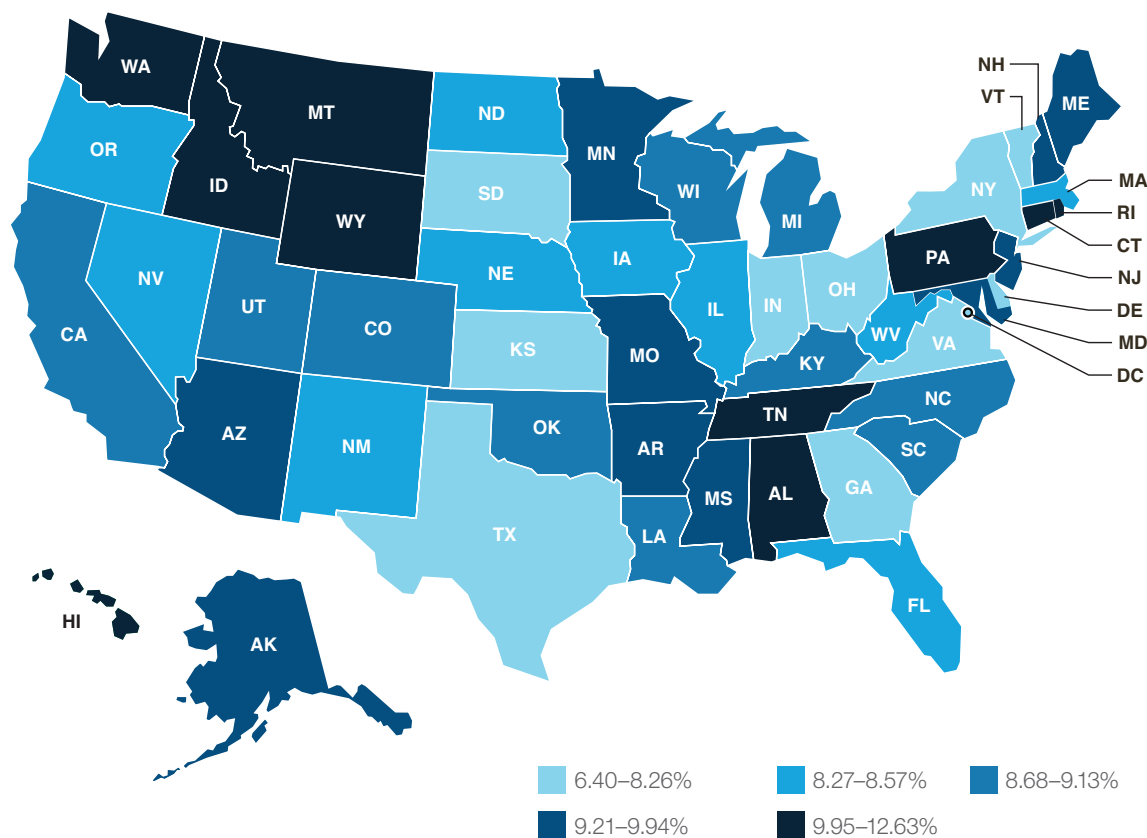 WA
MT
ND
MN
OR
ID
WY
SD
WI
MI
NH
VT
ME
NY
MA
RI
CT
NJ
DE
MD
DC
NV
UT
CA
CO
NE
IA
IL
IN
OH
PA
WV
VA
KS
MO
KY
AZ
NM
OK
AR
TN
NC
SC
TX
LA
MS
AL
GA
FL
HI
AK
6.40–8.26%
8.27–8.57%
8.68–9.13%
9.21–9.94%
9.95–12.63%